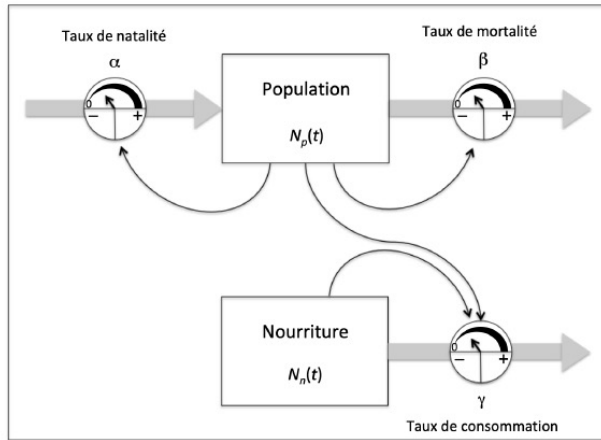 Taux de natalité
α
Taux de mortalité
β
Population
Nₚ(t)
0
− +
0
− +
Nourriture
Nₙ(t)
0
− +
γ
Taux de consommation